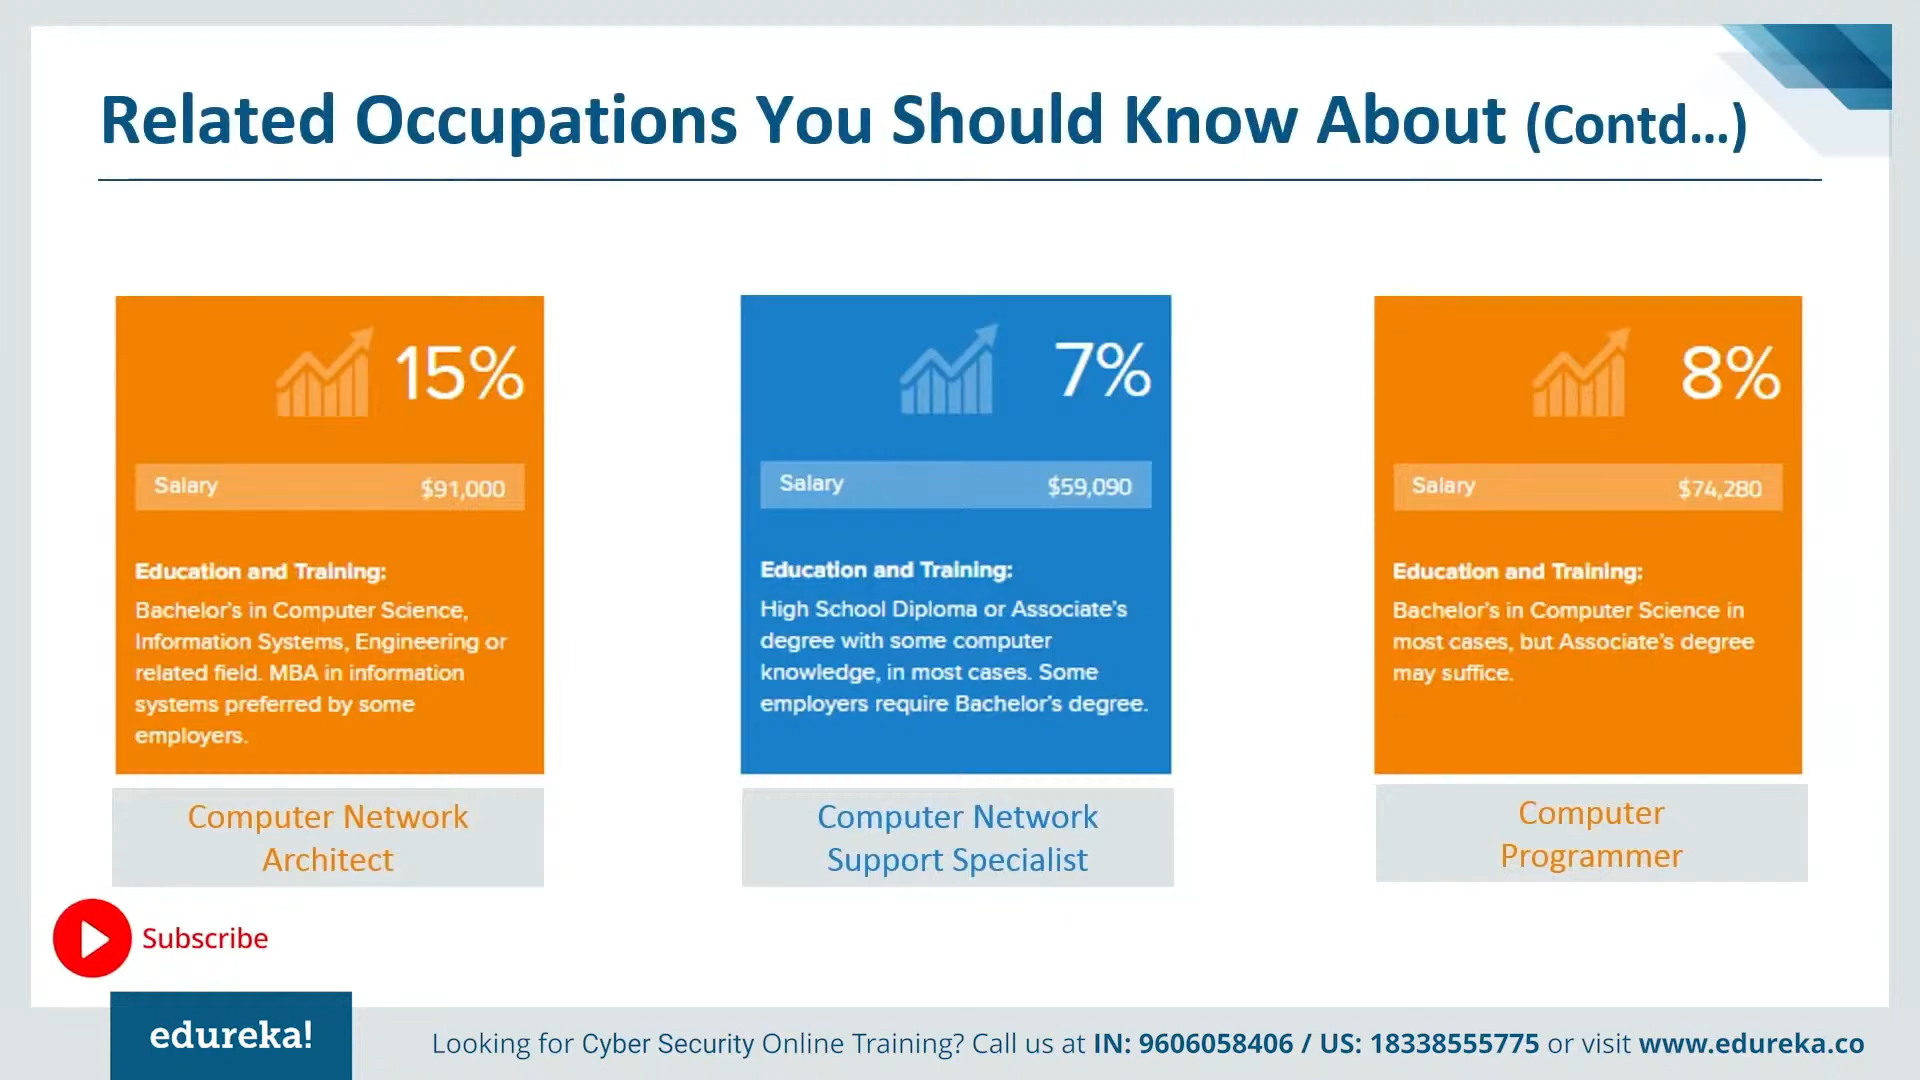 Related Occupations You Should Know About (Contd...)
15%
Salary $91,000
Education and Training:
Bachelor's in Computer Science,
Information Systems, Engineering or
related field. MBA in information
systems preferred by some
employers.
Computer Network
Architect
7%
Salary $59,090
Education and Training:
High School Diploma or Associate's
degree with some computer
knowledge, in most cases. Some
employers require Bachelor's degree.
Computer Network
Support Specialist
8%
Salary $74,280
Education and Training:
Bachelor's in Computer Science in
most cases, but Associate's degree
may suffice.
Computer
Programmer
Subscribe
edureka!
Looking for Cyber Security Online Training? Call us at IN: 9606058406 / US: 18338555775 or visit www.edureka.co